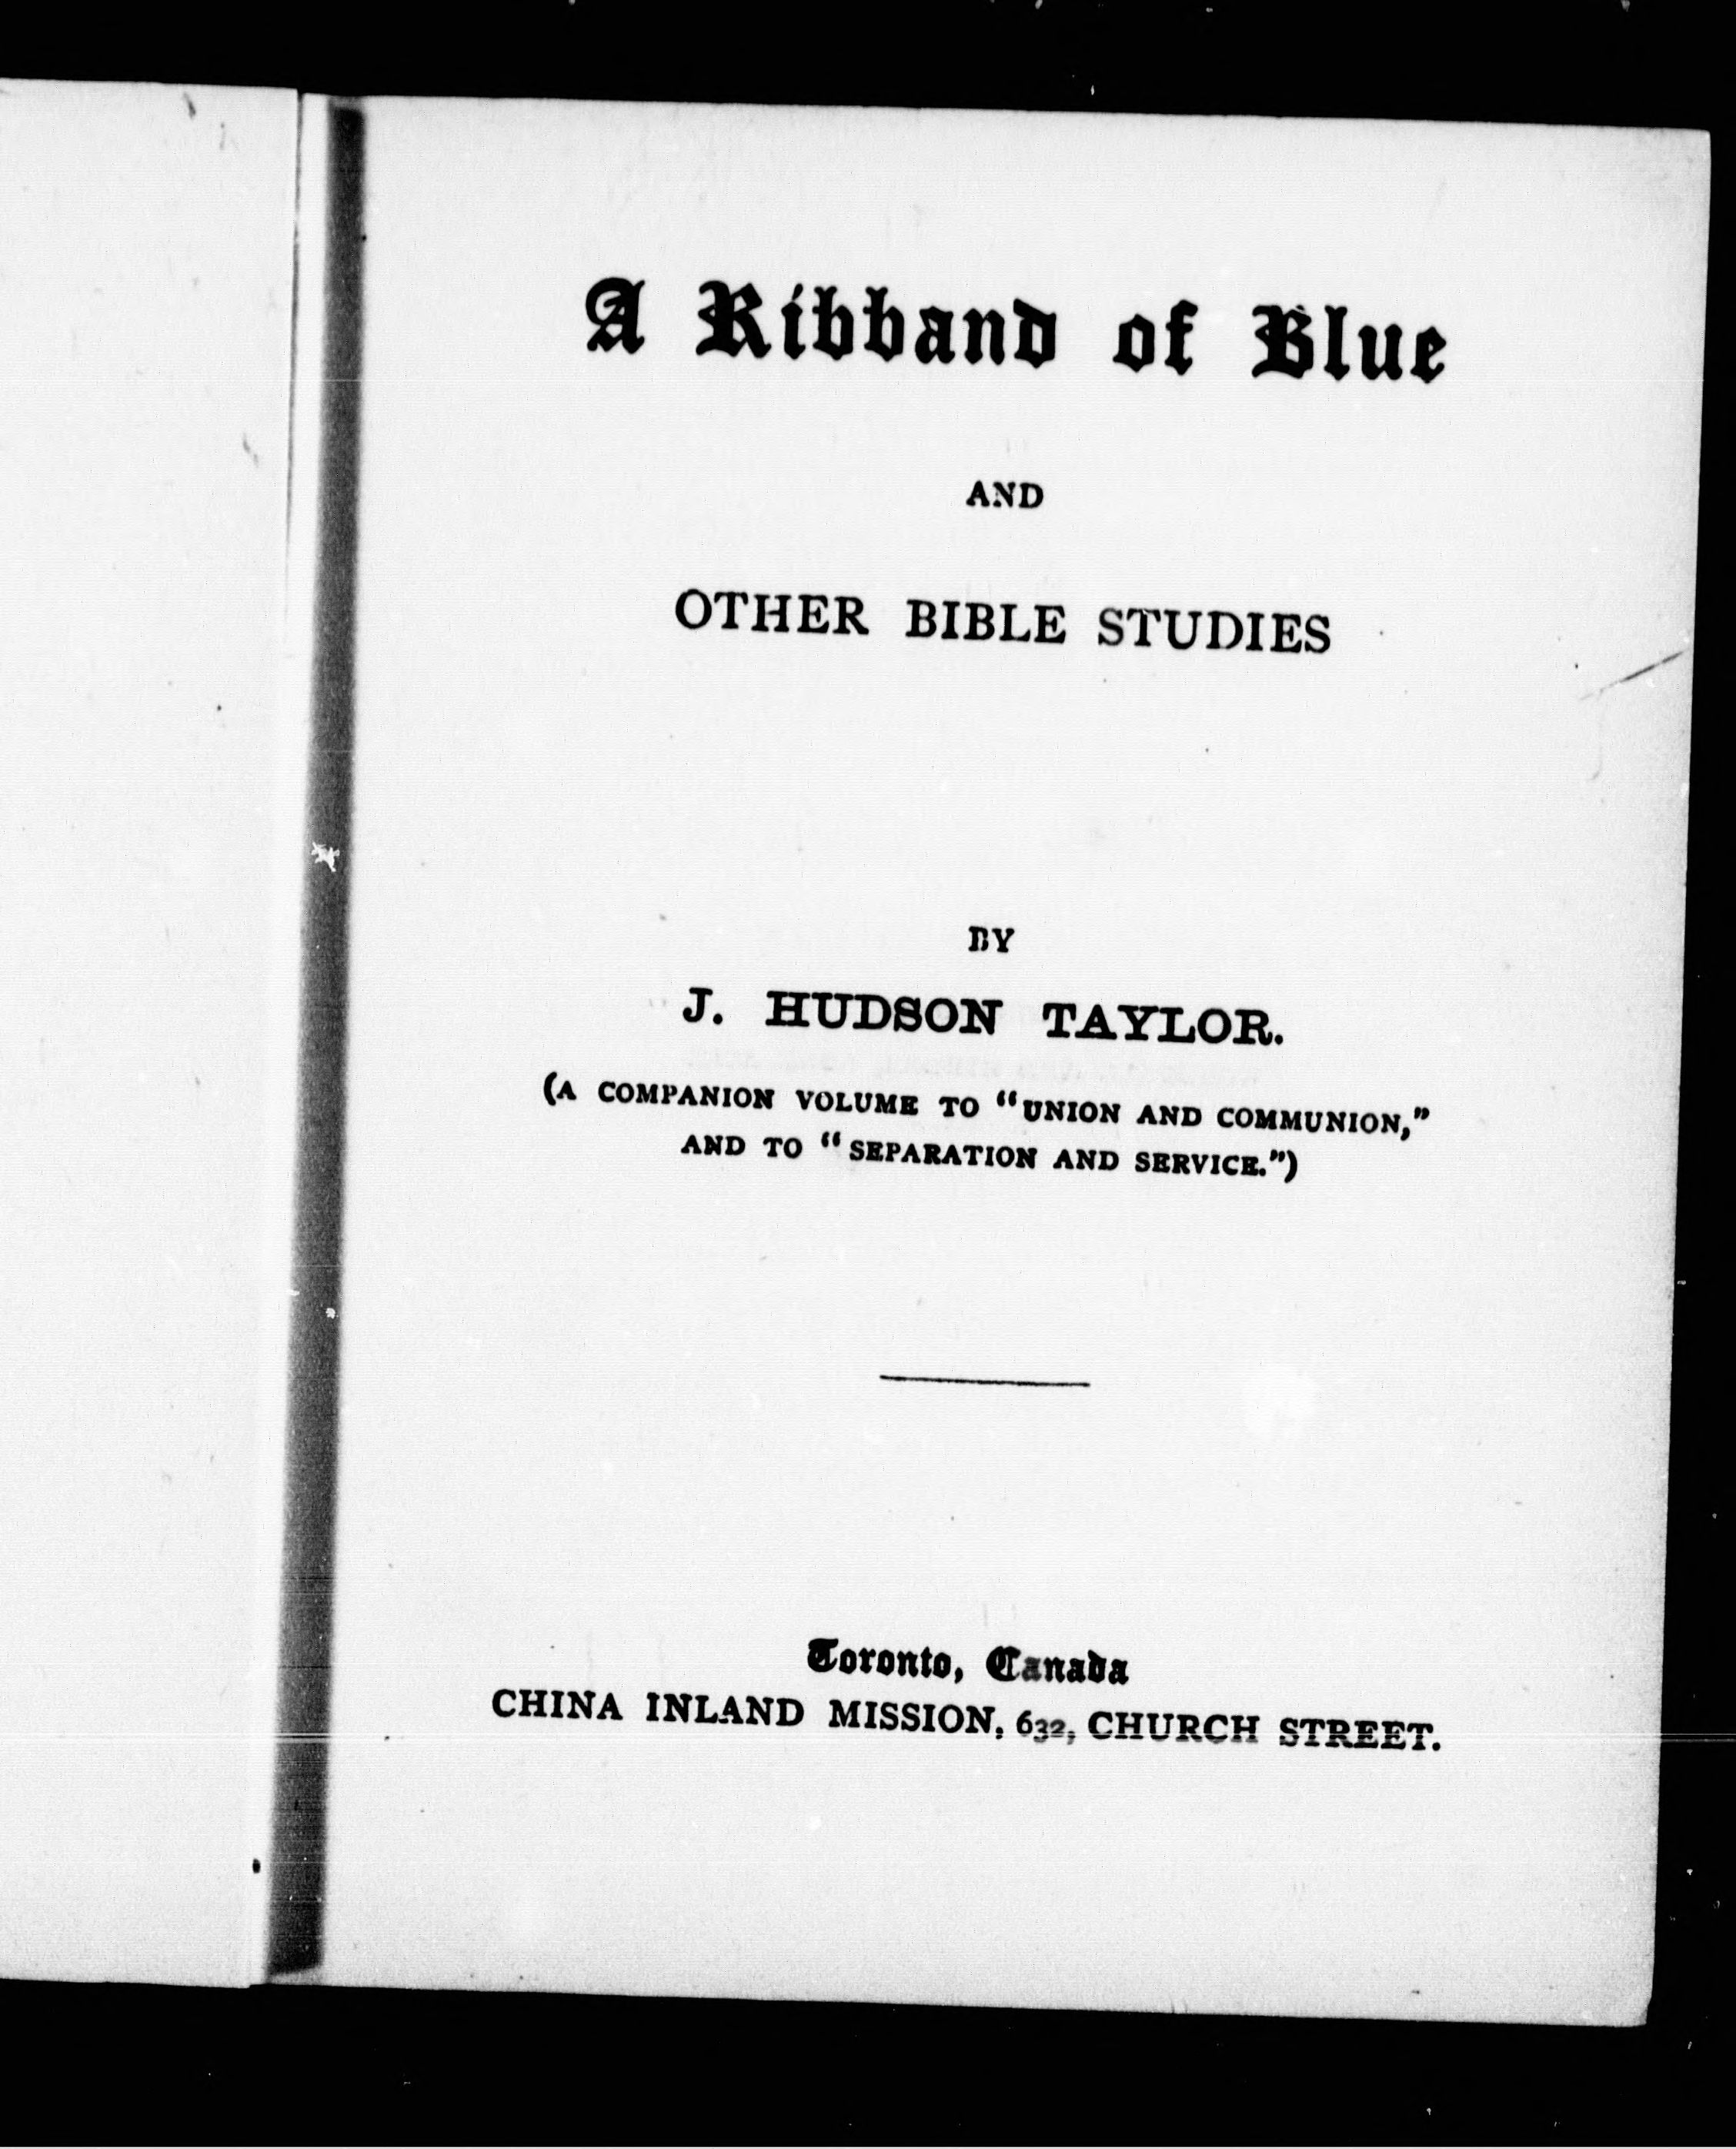 A Ribband of Blue
AND
OTHER BIBLE STUDIES
BY
J. HUDSON TAYLOR.
(A COMPANION VOLUME TO "UNION AND COMMUNION,"
AND TO "SEPARATION AND SERVICE.")
Toronto, Canada
CHINA INLAND MISSION, 632, CHURCH STREET.